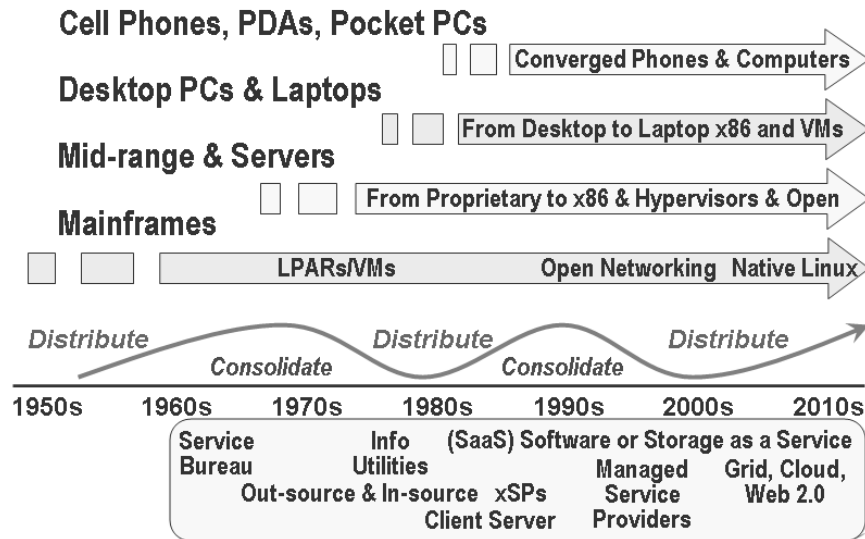 Cell Phones, PDAs, Pocket PCs
Converged Phones & Computers
Desktop PCs & Laptops
From Desktop to Laptop x86 and VMs
Mid-range & Servers
From Proprietary to x86 & Hypervisors & Open
Mainframes
LPARs/VMs Open Networking Native Linux
Distribute Distribute Distribute
Consolidate Consolidate
1950s 1960s 1970s 1980s 1990s 2000s 2010s
Service Bureau
Info Utilities
(SaaS) Software or Storage as a Service
Out-source & In-source xSPs
Client Server
Managed Service Providers
Grid, Cloud, Web 2.0